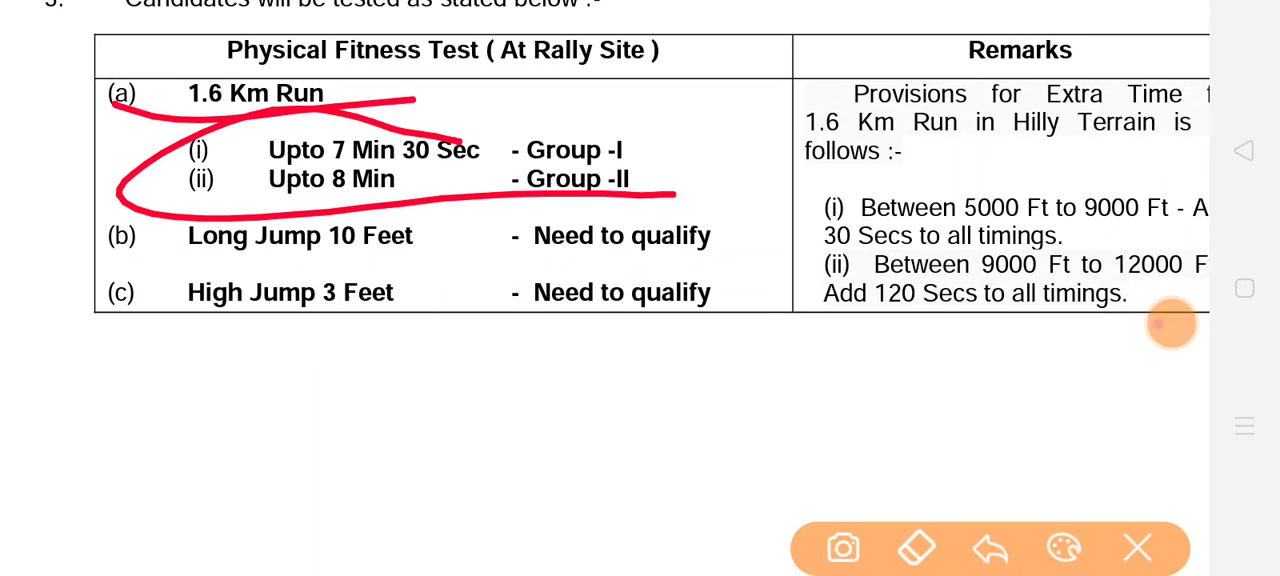 Candidates will be tested as stated below :-
Physical Fitness Test ( At Rally Site )
Remarks
(a) 1.6 Km Run
(i) Upto 7 Min 30 Sec - Group -I
(ii) Upto 8 Min - Group -II
(b) Long Jump 10 Feet - Need to qualify
(c) High Jump 3 Feet - Need to qualify
Provisions for Extra Time
1.6 Km Run in Hilly Terrain is
follows :-
(i) Between 5000 Ft to 9000 Ft - A
30 Secs to all timings.
(ii) Between 9000 Ft to 12000 F
Add 120 Secs to all timings.